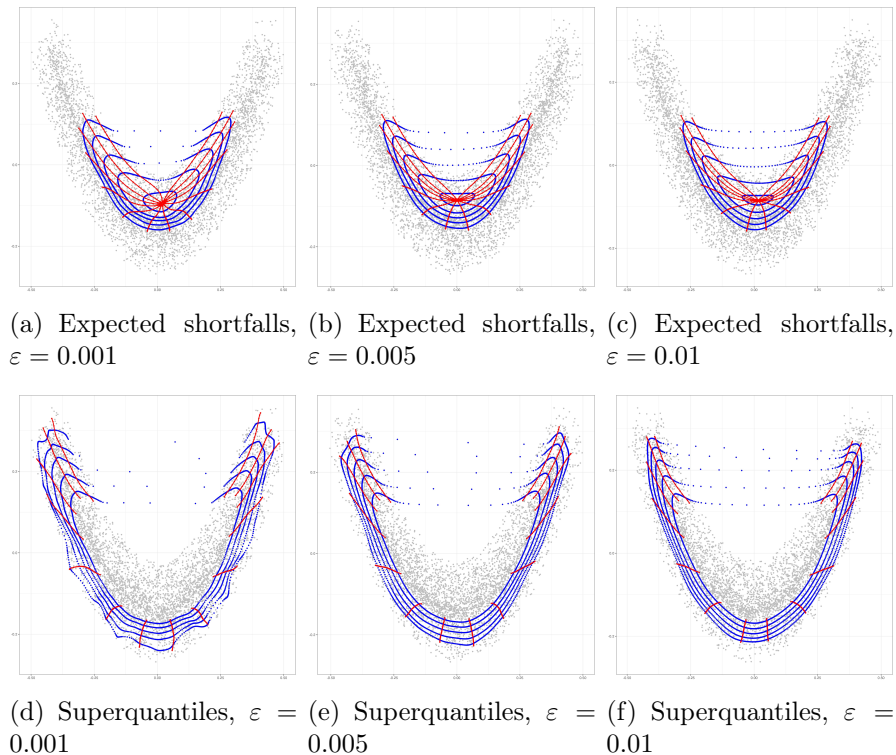 (a) Expected shortfalls, ε = 0.001
(b) Expected shortfalls, ε = 0.005
(c) Expected shortfalls, ε = 0.01
(d) Superquantiles, ε = 0.001
(e) Superquantiles, ε = 0.005
(f) Superquantiles, ε = 0.01